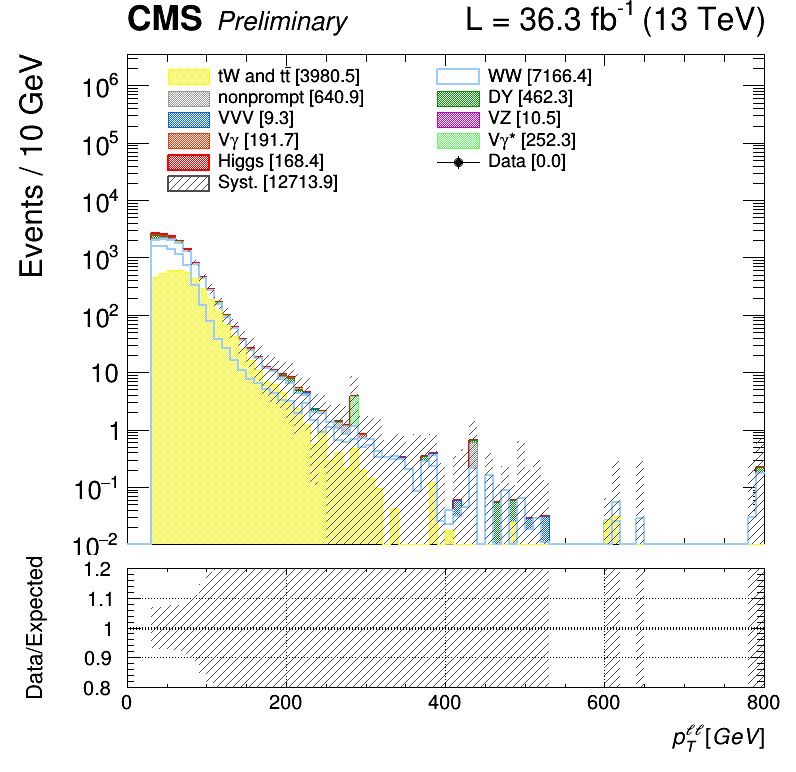 CMS Preliminary L = 36.3 fb⁻¹ (13 TeV)
Events / 10 GeV
tW and tt̄ [3980.5]
nonprompt [640.9]
VVV [9.3]
Vγ [191.7]
Higgs [168.4]
Syst. [12713.9]
WW [7166.4]
DY [462.3]
VZ [10.5]
Vγ* [252.3]
Data [0.0]
10⁶
10⁵
10⁴
10³
10²
10
1
10⁻¹
10⁻²
Data/Expected
1.2
1.1
1
0.9
0.8
0 200 400 600 800
p_T^ℓℓ [GeV]